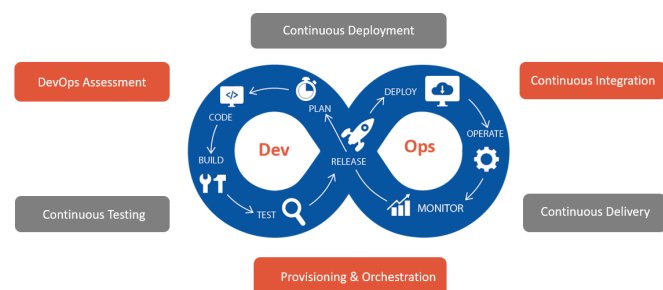 Continuous Deployment
DevOps Assessment
Continuous Integration
</>
PLAN
DEPLOY
CODE
OPERATE
Dev
Ops
BUILD
RELEASE
TEST
MONITOR
Continuous Testing
Continuous Delivery
Provisioning & Orchestration